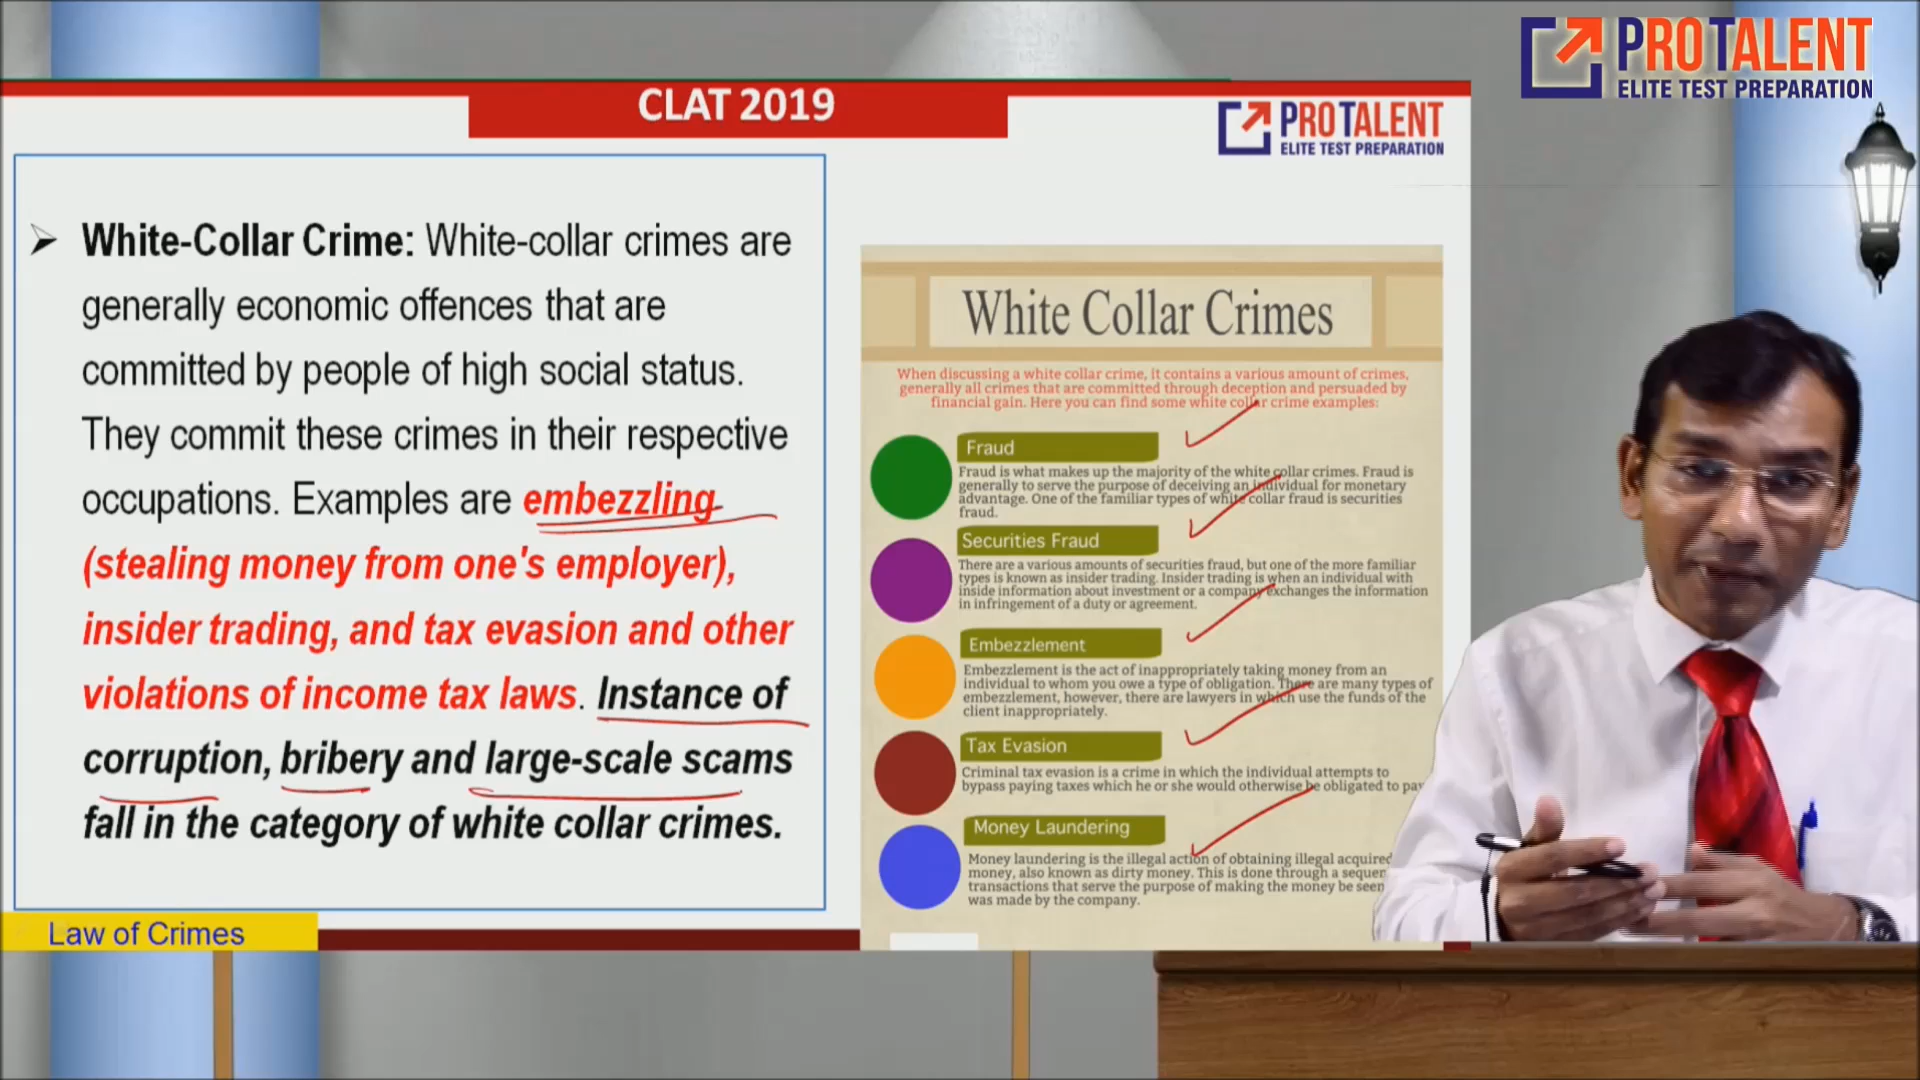 PROTALENT
ELITE TEST PREPARATION
CLAT 2019
PROTALENT
ELITE TEST PREPARATION
White-Collar Crime: White-collar crimes are
generally economic offences that are
committed by people of high social status.
They commit these crimes in their respective
occupations. Examples are embezzling
(stealing money from one's employer),
insider trading, and tax evasion and other
violations of income tax laws. Instance of
corruption, bribery and large-scale scams
fall in the category of white collar crimes.
Law of Crimes
White Collar Crimes
When discussing a white collar crime, it contains a various amount of crimes,
generally all crimes that are committed through deception and persuaded by
financial gain. Here you can find some white collar crime examples:
Fraud
Fraud is what makes up the majority of the white collar crimes. Fraud is
generally to serve the purpose of deceiving an individual for monetary
advantage. One of the familiar types of white collar fraud is securities
fraud.
Securities Fraud
There are a various amounts of securities fraud, but one of the more familiar
types is known as insider trading. Insider trading is when an individual with
inside information about investment or a company exchanges the information
in infringement of a duty or agreement.
Embezzlement
Embezzlement is the act of inappropriately taking money from an
individual to whom you owe a type of obligation. There are many types of
embezzlement, however, there are lawyers in which use the funds of the
client inappropriately.
Tax Evasion
Criminal tax evasion is a crime in which the individual attempts to
bypass paying taxes which he or she would otherwise be obligated to pay
Money Laundering
Money laundering is the illegal action of obtaining illegal acquired
money, also known as dirty money. This is done through a sequen
transactions that serve the purpose of making the money be seen
was made by the company.